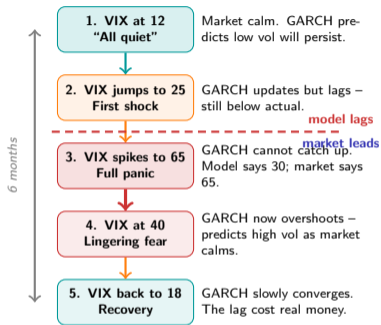 1. VIX at 12
“All quiet”
Market calm. GARCH pre-
dicts low vol will persist.
2. VIX jumps to 25
First shock
GARCH updates but lags –
still below actual.
model lags
market leads
3. VIX spikes to 65
Full panic
GARCH cannot catch up.
Model says 30; market says
65.
4. VIX at 40
Lingering fear
GARCH now overshoots –
predicts high vol as market
calms.
5. VIX back to 18
Recovery
GARCH slowly converges.
The lag cost real money.
6 months